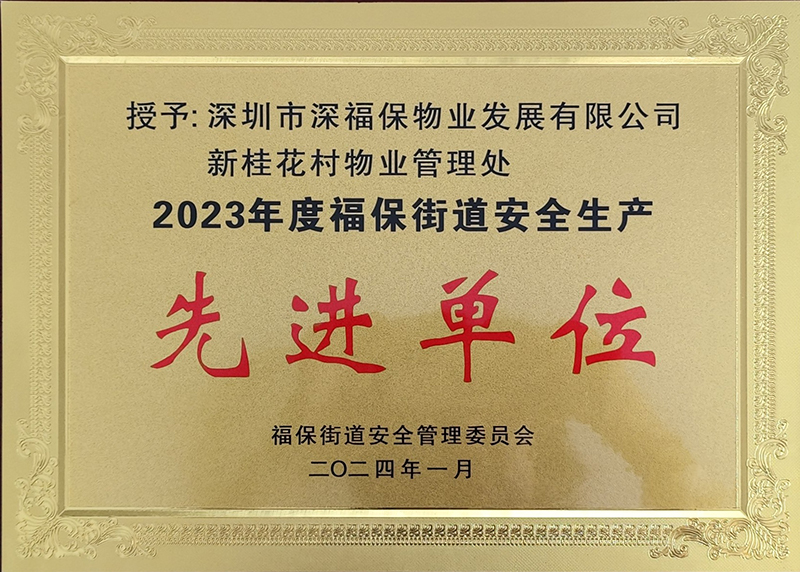 授予:深圳市深福保物业发展有限公司
新桂花村物业管理处
2023年度福保街道安全生产
先进单位
福保街道安全管理委员会
二〇二四年一月